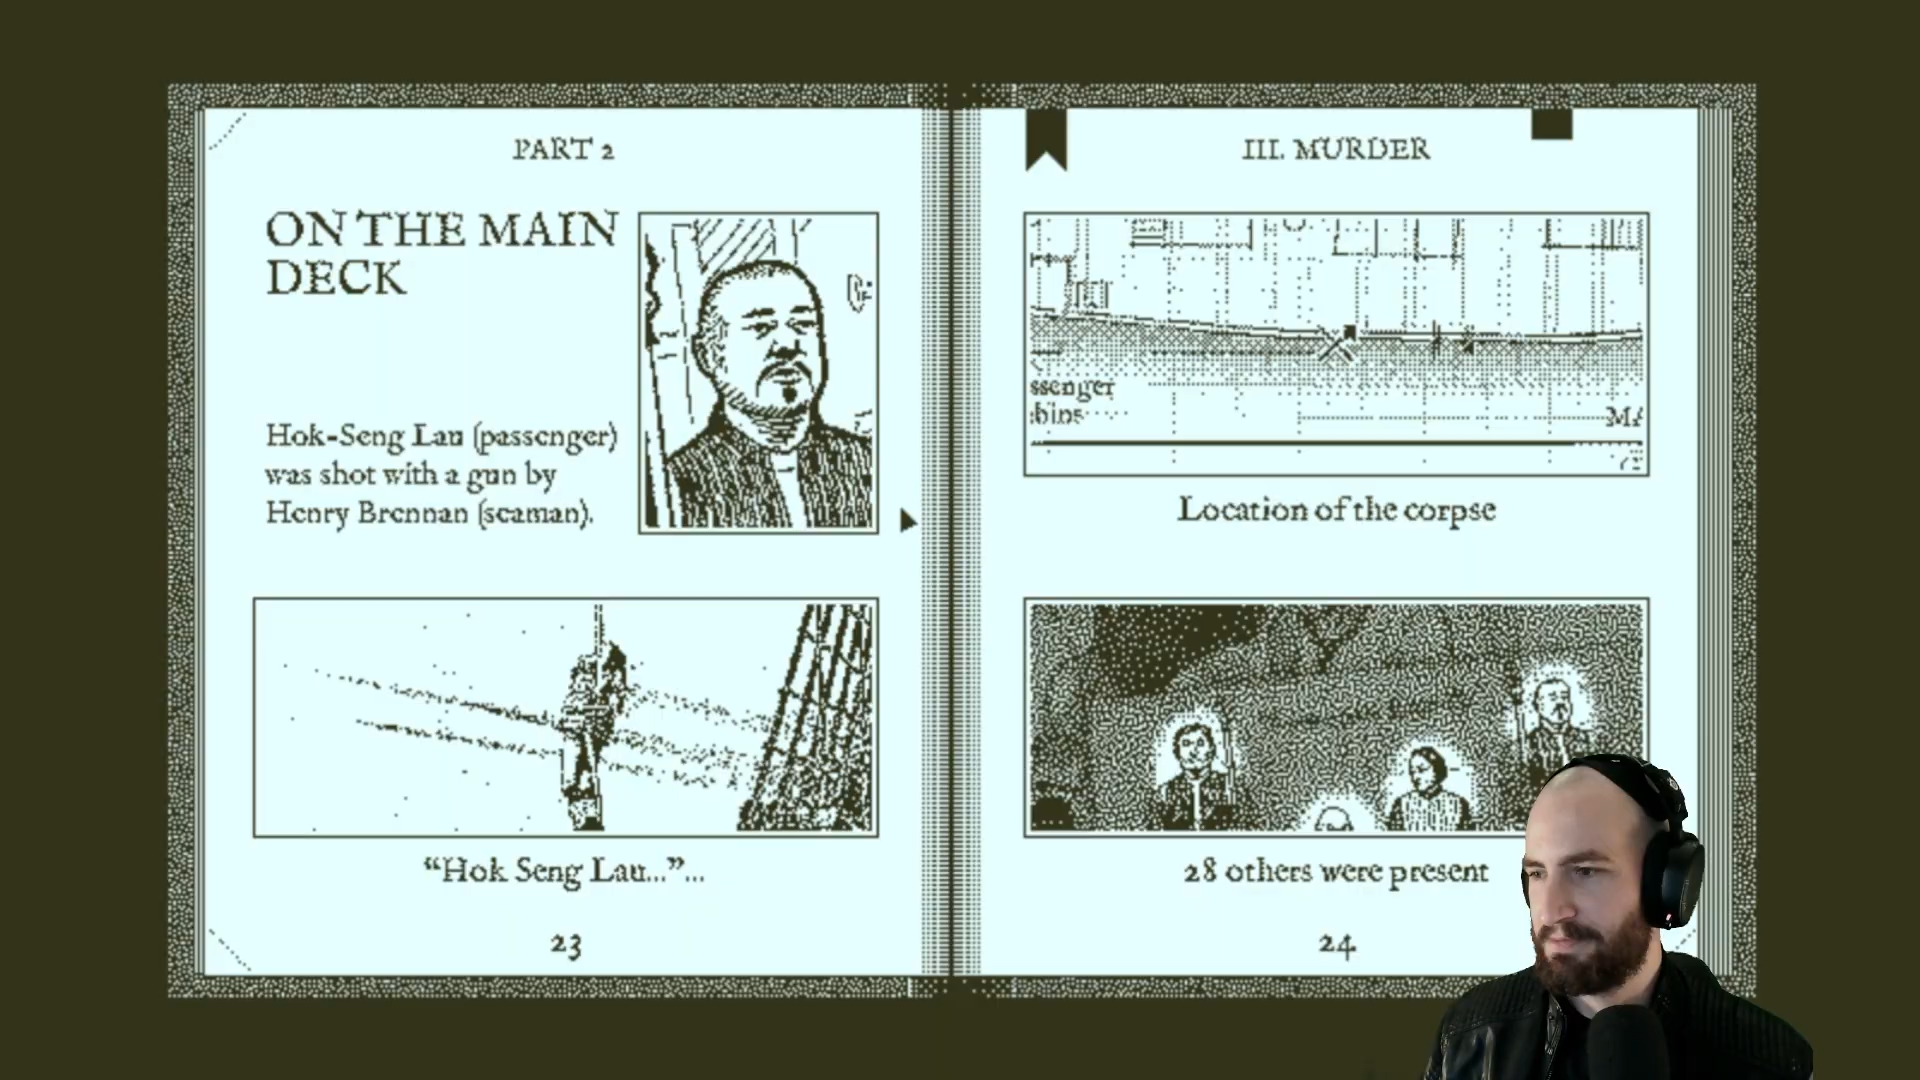 PART 2
ON THE MAIN
DECK
Hok-Seng Lau (passenger)
was shot with a gun by
Henry Brennan (seaman).
“Hok Seng Lau...”...
23
III. MURDER
ssenger
bins
Location of the corpse
28 others were present
24